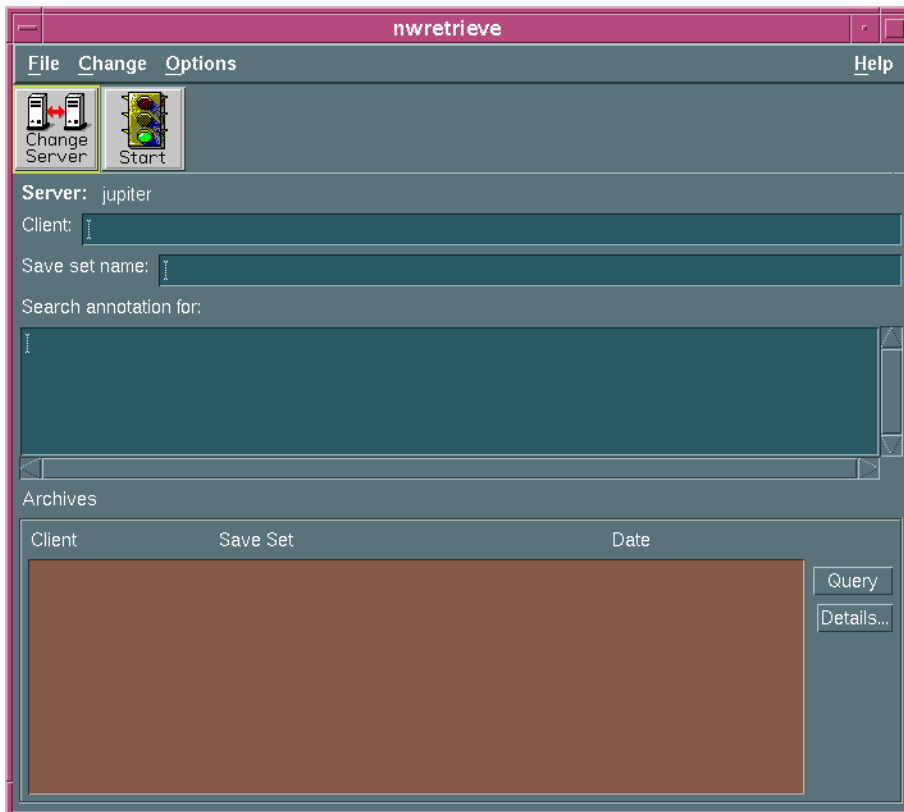 nwretrieve
File Change Options Help
Change Server
Start
Server: jupiter
Client:
Save set name:
Search annotation for:
Archives
Client Save Set Date
Query
Details...